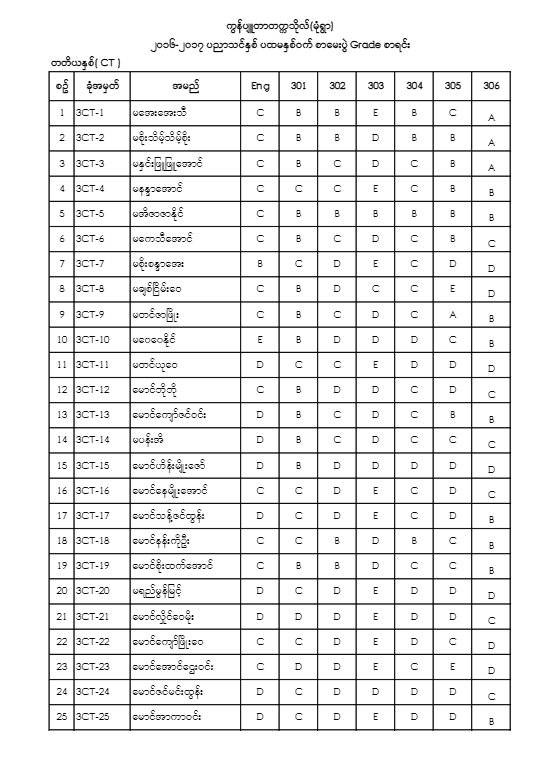 ကွန်ပျူတာတက္ကသိုလ်(မုံရွာ)
၂၀၁၆-၂၀၁၇ ပညာသင်နှစ် ပထမနှစ်ဝက် စာမေးပွဲ Grade စာရင်း
တတိယနှစ်( CT )
စဉ် ခုံအမှတ် အမည် Eng 301 302 303 304 305 306
1 3CT-1 မအေးအေးသီ C B B E B C A
2 3CT-2 မစိုးသိမ့်သိမ့်စိုး C B B D B B A
3 3CT-3 မနှင်းဖြူဖြူအောင် C B C D C B A
4 3CT-4 မနန္ဒာအောင် C C C E C B B
5 3CT-5 မအိဇာဇာနိုင် C B B B B B B
6 3CT-6 မကေသီအောင် C B C D C B C
7 3CT-7 မစိုးစန္ဒာအေး B C D E C D D
8 3CT-8 မချစ်ငြိမ်းဝေ C B D C C E D
9 3CT-9 မတင်ဇာဖြိုး C B C D C A B
10 3CT-10 မဝေဝေနိုင် E B D D D C B
11 3CT-11 မတင်ယုဝေ D C C E D D D
12 3CT-12 မောင်ဘိုဘို C B D D C D C
13 3CT-13 မောင်ကျော်ဇင်ဝင်း D B C D C B B
14 3CT-14 မပန်းအိ D B C D C C C
15 3CT-15 မောင်ဟိန်းမျိုးဇော် D B D D D D D
16 3CT-16 မောင်နေမျိုးအောင် C C D E C D C
17 3CT-17 မောင်သန့်ဇင်ထွန်း D C D E C D B
18 3CT-18 မောင်နန်းကိုဦး C C B D B C B
19 3CT-19 မောင်စိုးထက်အောင် C B B D C C B
20 3CT-20 မရည်မွန်မြင့် D C D E D D D
21 3CT-21 မောင်လှိုင်ဝေမိုး D D D E D D C
22 3CT-22 မောင်ကျော်ဖြိုးဝေ C C D E D C D
23 3CT-23 မောင်အောင်ဌေးဝင်း C D D E C E D
24 3CT-24 မောင်ဇင်မင်းထွန်း D C D D D D C
25 3CT-25 မောင်အာကာဝင်း D C D E D D B